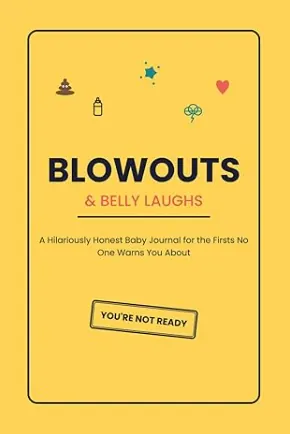 BLOWOUTS
& BELLY LAUGHS
A Hilariously Honest Baby Journal for the Firsts No
One Warns You About
YOU'RE NOT READY